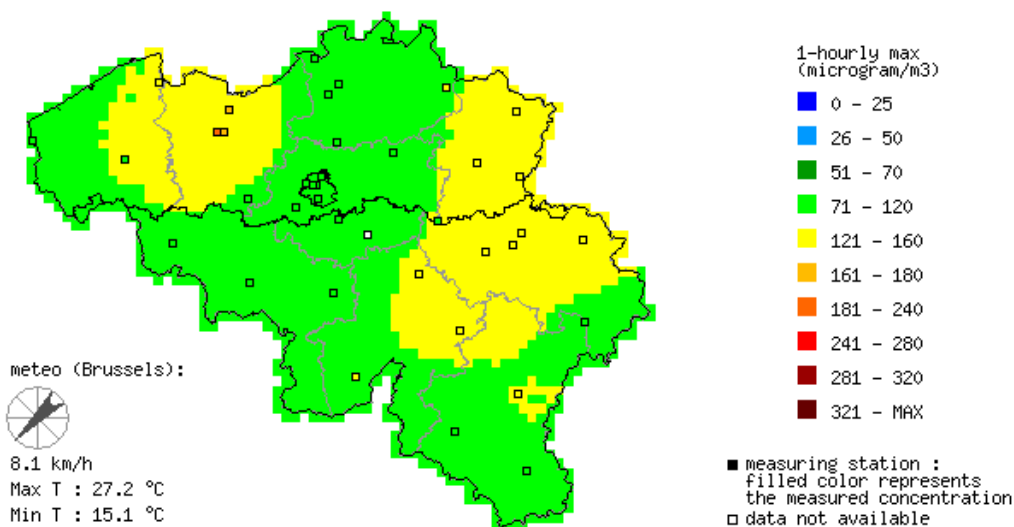 1-hourly max
(microgram/m3)
0 - 25
26 - 50
51 - 70
71 - 120
121 - 160
161 - 180
181 - 240
241 - 280
281 - 320
321 - MAX
meteo (Brussels):
8.1 km/h
Max T : 27.2 °C
Min T : 15.1 °C
measuring station :
filled color represents
the measured concentration
data not available